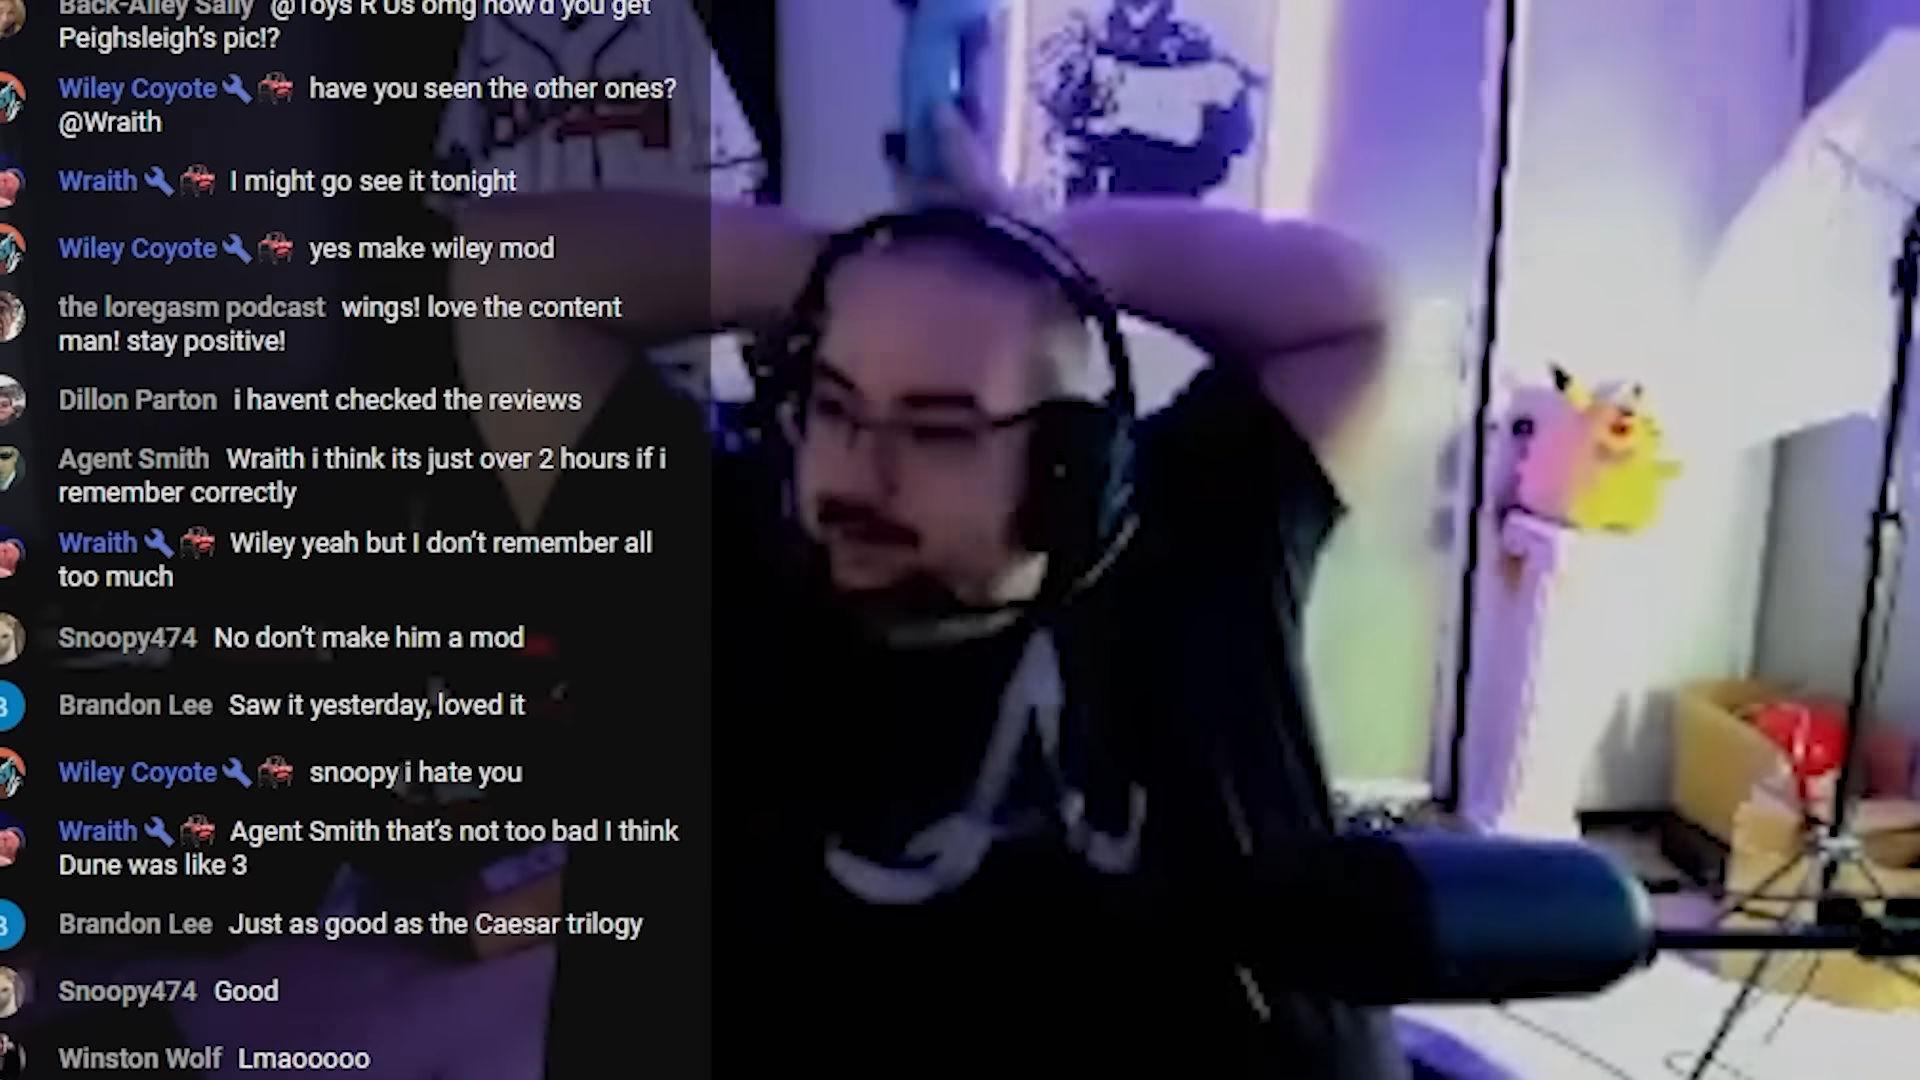 Back-Alley Sally @Toys R Us omg how'd you get
Peighsleigh's pic!?
Wiley Coyote have you seen the other ones?
@Wraith
Wraith I might go see it tonight
Wiley Coyote yes make wiley mod
the loregasm podcast wings! love the content
man! stay positive!
Dillon Parton i havent checked the reviews
Agent Smith Wraith i think its just over 2 hours if i
remember correctly
Wraith Wiley yeah but I don't remember all
too much
Snoopy474 No don't make him a mod
Brandon Lee Saw it yesterday, loved it
Wiley Coyote snoopy i hate you
Wraith Agent Smith that's not too bad I think
Dune was like 3
Brandon Lee Just as good as the Caesar trilogy
Snoopy474 Good
Winston Wolf Lmaooooo